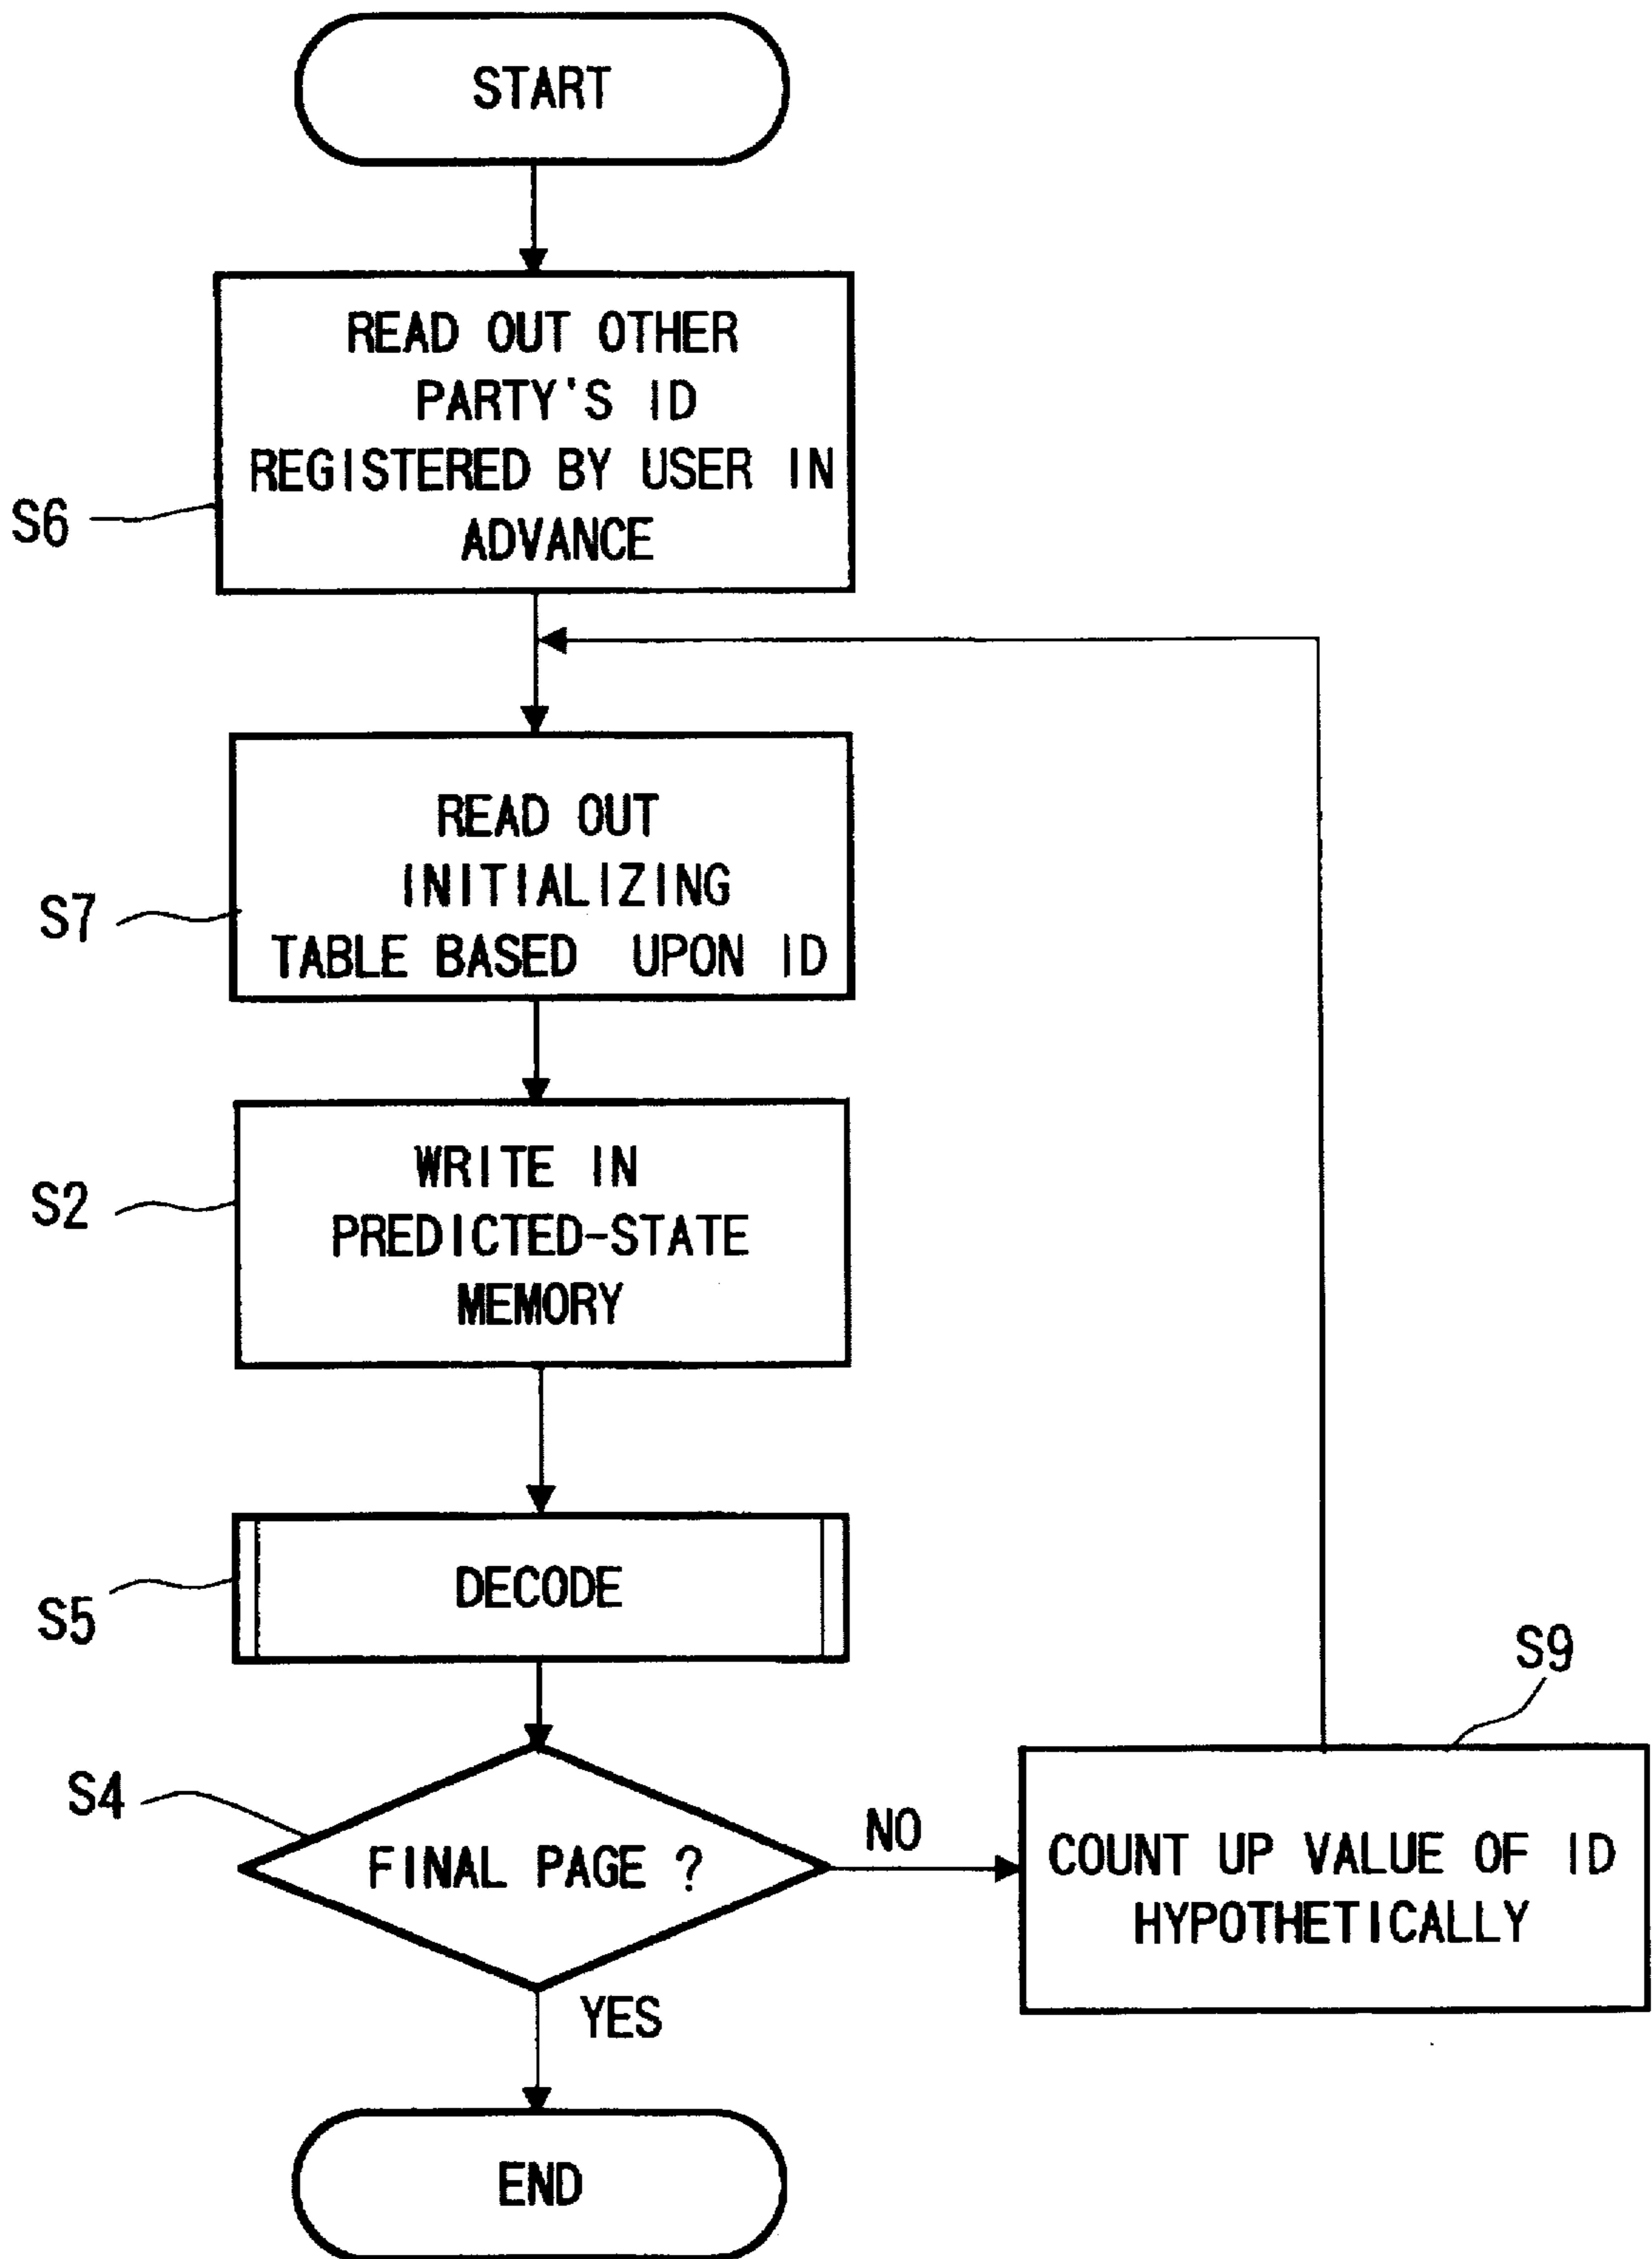 START
READ OUT OTHER
PARTY'S ID
REGISTERED BY USER IN
ADVANCE
S6
READ OUT
INITIALIZING
TABLE BASED UPON ID
S7
WRITE IN
PREDICTED-STATE
MEMORY
S2
DECODE
S5
S9
S4
FINAL PAGE ?
NO
COUNT UP VALUE OF ID
HYPOTHETICALLY
YES
END